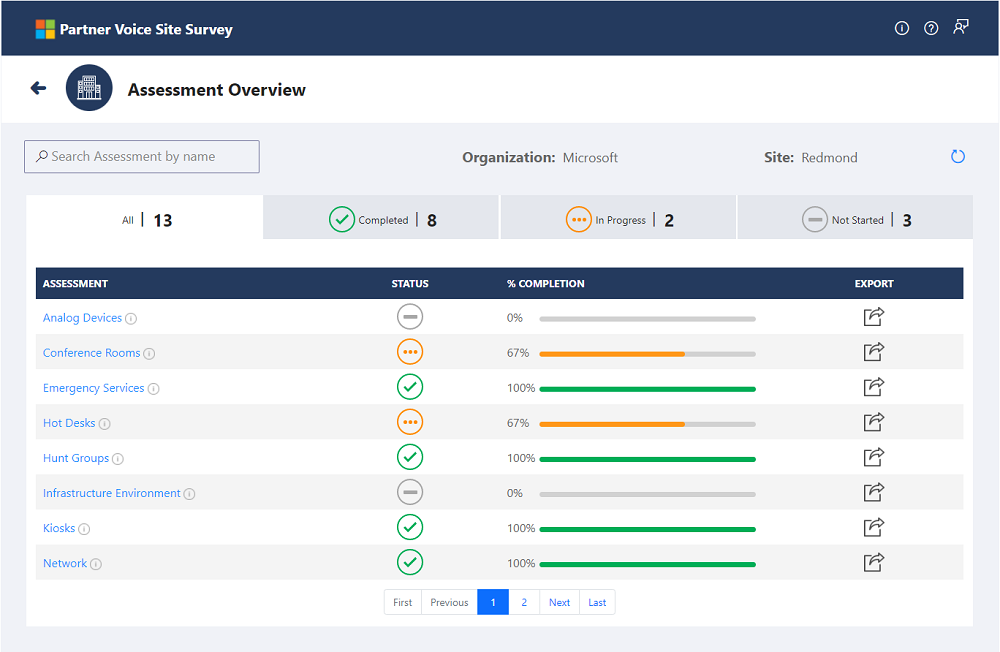 Partner Voice Site Survey
Assessment Overview
Search Assessment by name
Organization: Microsoft
Site: Redmond
All | 13
Completed | 8
In Progress | 2
Not Started | 3
ASSESSMENT STATUS % COMPLETION EXPORT
Analog Devices 0%
Conference Rooms 67%
Emergency Services 100%
Hot Desks 67%
Hunt Groups 100%
Infrastructure Environment 0%
Kiosks 100%
Network 100%
First Previous 1 2 Next Last